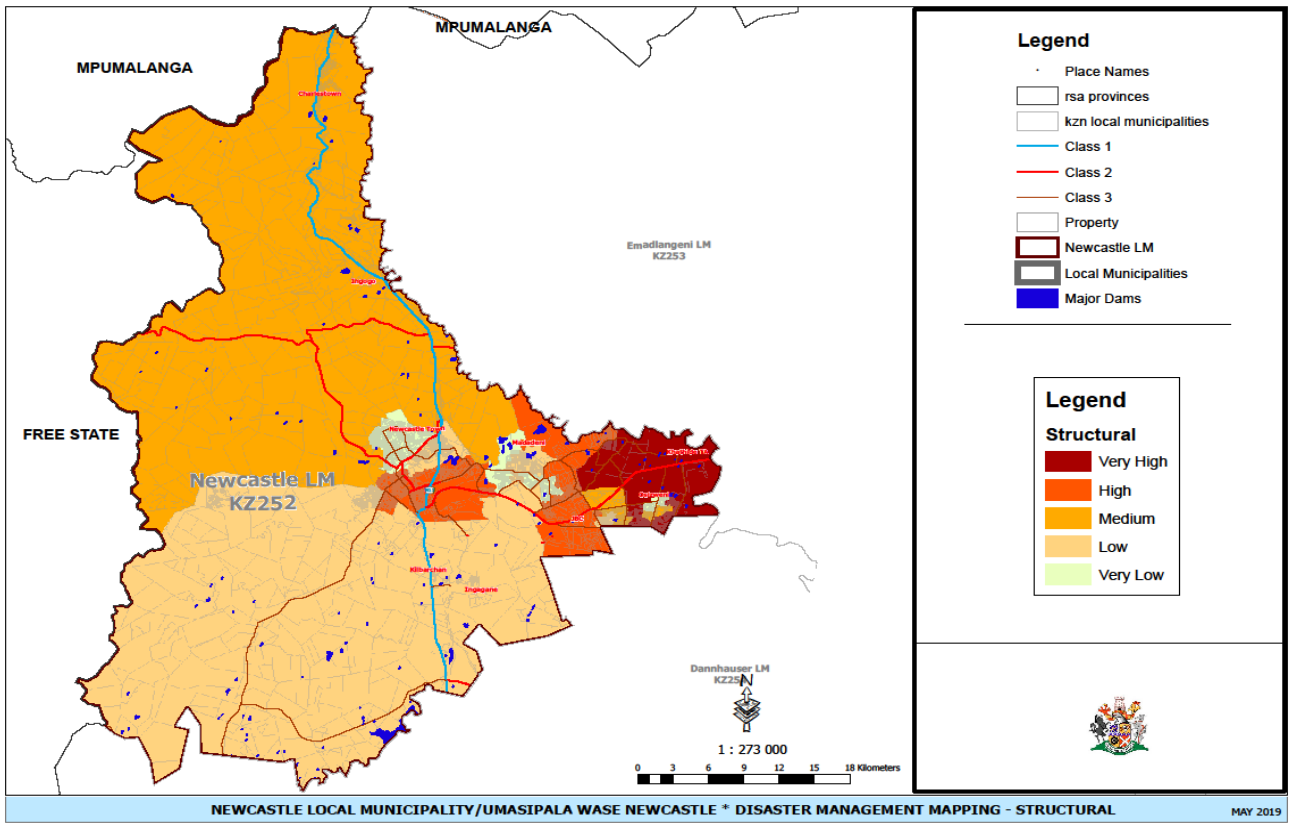 MPUMALANGA
MPUMALANGA
Charlestown
Emadlangeni LM
KZ253
Ingogo
FREE STATE
Newcastle Town
Madadeni
Newcastle LM
KZ252
Osizweni
JBC
Kilbarchan
Ingagane
Dannhauser LM
N
1 : 273 000
0 3 6 9 12 15 18 Kilometers
Legend
Place Names
rsa provinces
kzn local municipalities
Class 1
Class 2
Class 3
Property
Newcastle LM
Local Municipalities
Major Dams
Legend
Structural
Very High
High
Medium
Low
Very Low
NEWCASTLE LOCAL MUNICIPALITY/UMASIPALA WASE NEWCASTLE * DISASTER MANAGEMENT MAPPING - STRUCTURAL
MAY 2019